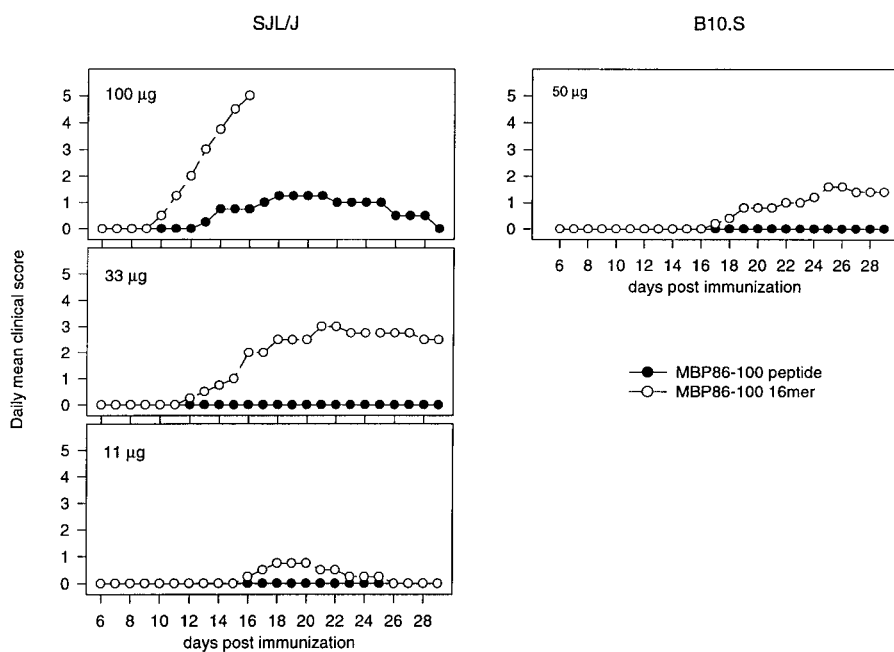 SJL/J
B10.S
Daily mean clinical score
100 µg
5
4
3
2
1
0
33 µg
5
4
3
2
1
0
11 µg
5
4
3
2
1
0
6 8 10 12 14 16 18 20 22 24 26 28
days post immunization
50 µg
5
4
3
2
1
0
6 8 10 12 14 16 18 20 22 24 26 28
days post immunization
MBP86-100 peptide
MBP86-100 16mer